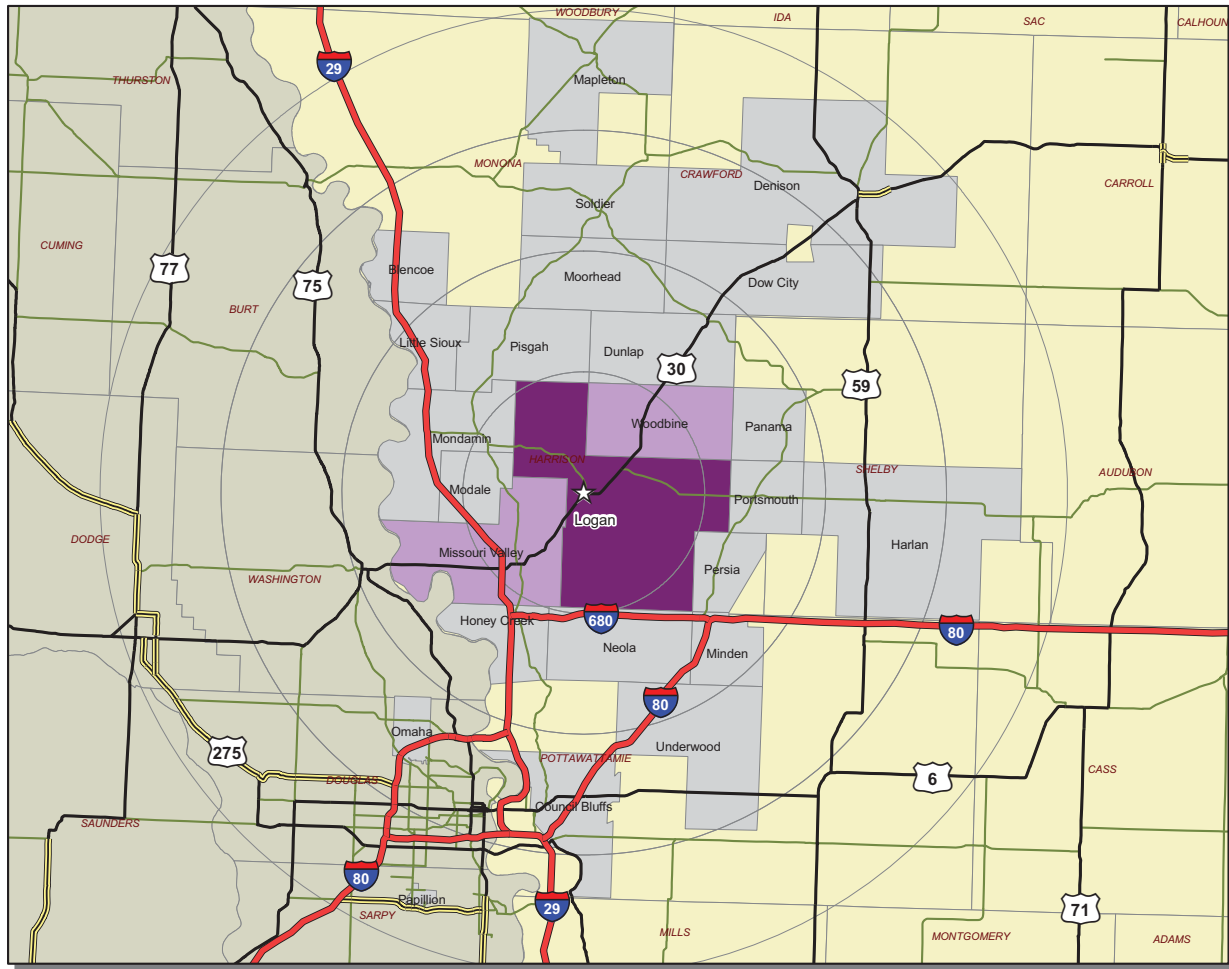 WOODBURY
IDA
SAC
CALHOUN
29
THURSTON
Mapleton
MONONA
CRAWFORD
Denison
CARROLL
Soldier
CUMING
77
75
Blencoe
Moorhead
Dow City
BURT
Little Sioux
Pisgah
Dunlap
30
59
Woodbine
Panama
Mondamin
HARRISON
SHELBY
AUDUBON
Modale
Portsmouth
Logan
DODGE
Harlan
Missouri Valley
Persia
WASHINGTON
Honey Creek
680
80
Neola
Minden
80
Omaha
275
Underwood
POTTAWATTAMIE
DOUGLAS
6
CASS
Council Bluffs
SAUNDERS
80
Papillion
29
71
SARPY
MILLS
MONTGOMERY
ADAMS